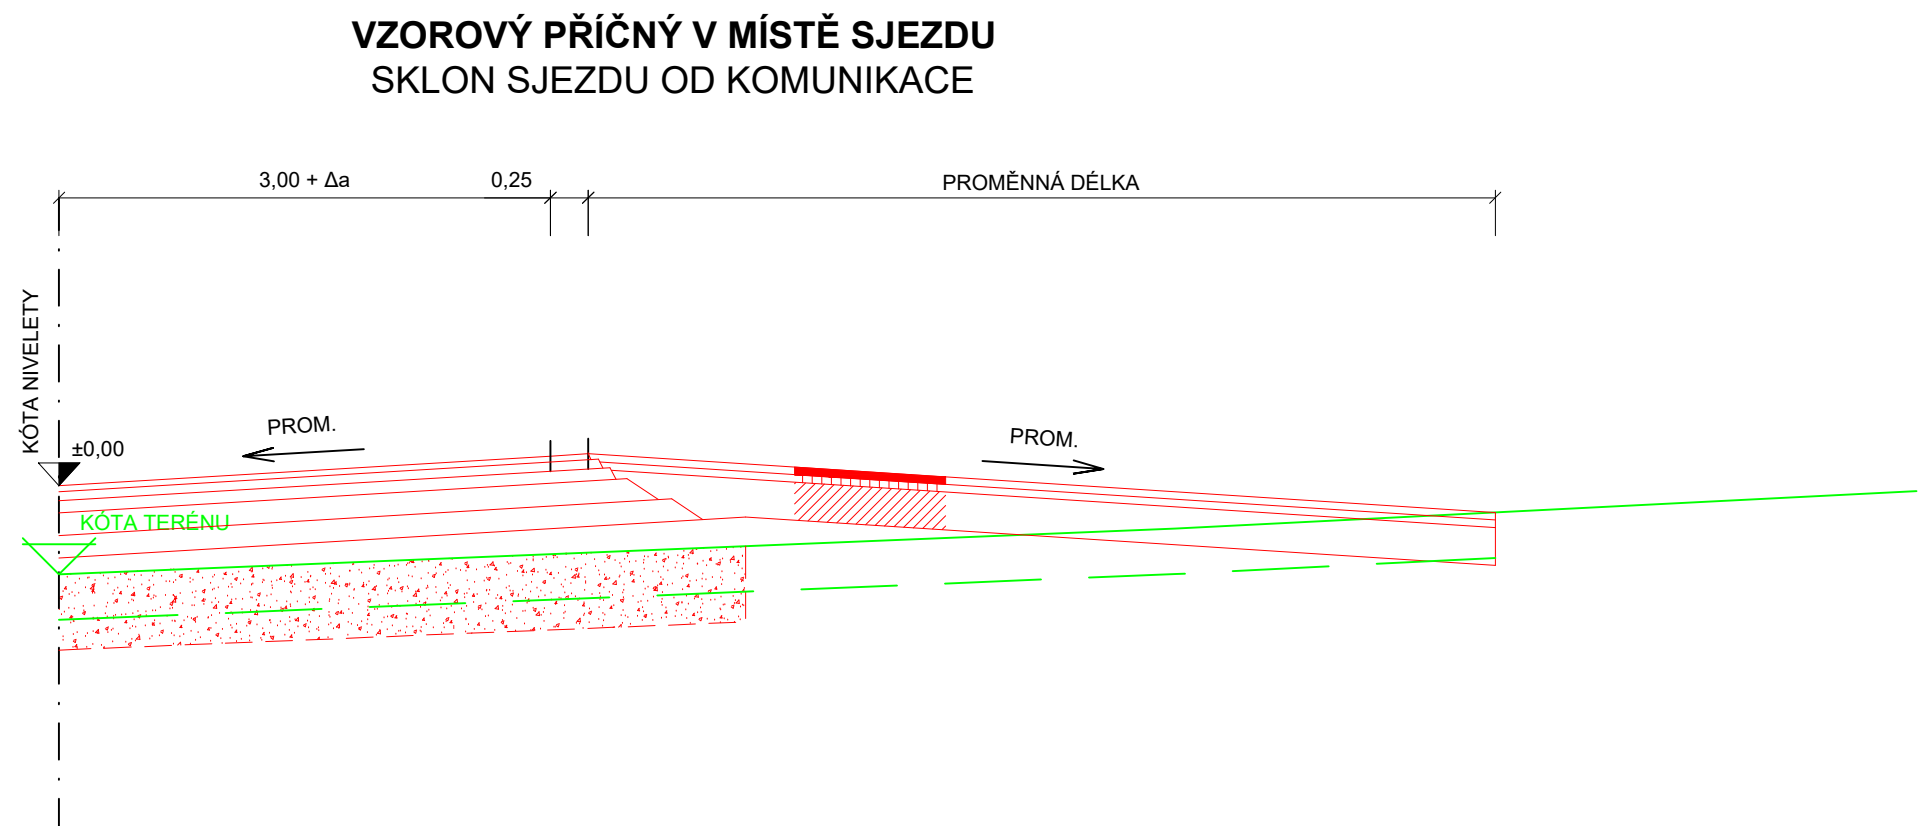 VZOROVÝ PŘÍČNÝ V MÍSTĚ SJEZDU
SKLON SJEZDU OD KOMUNIKACE
3,00 + Δa
0,25
PROMĚNNÁ DÉLKA
KÓTA NIVELETY
±0,00
PROM.
PROM.
KÓTA TERÉNU